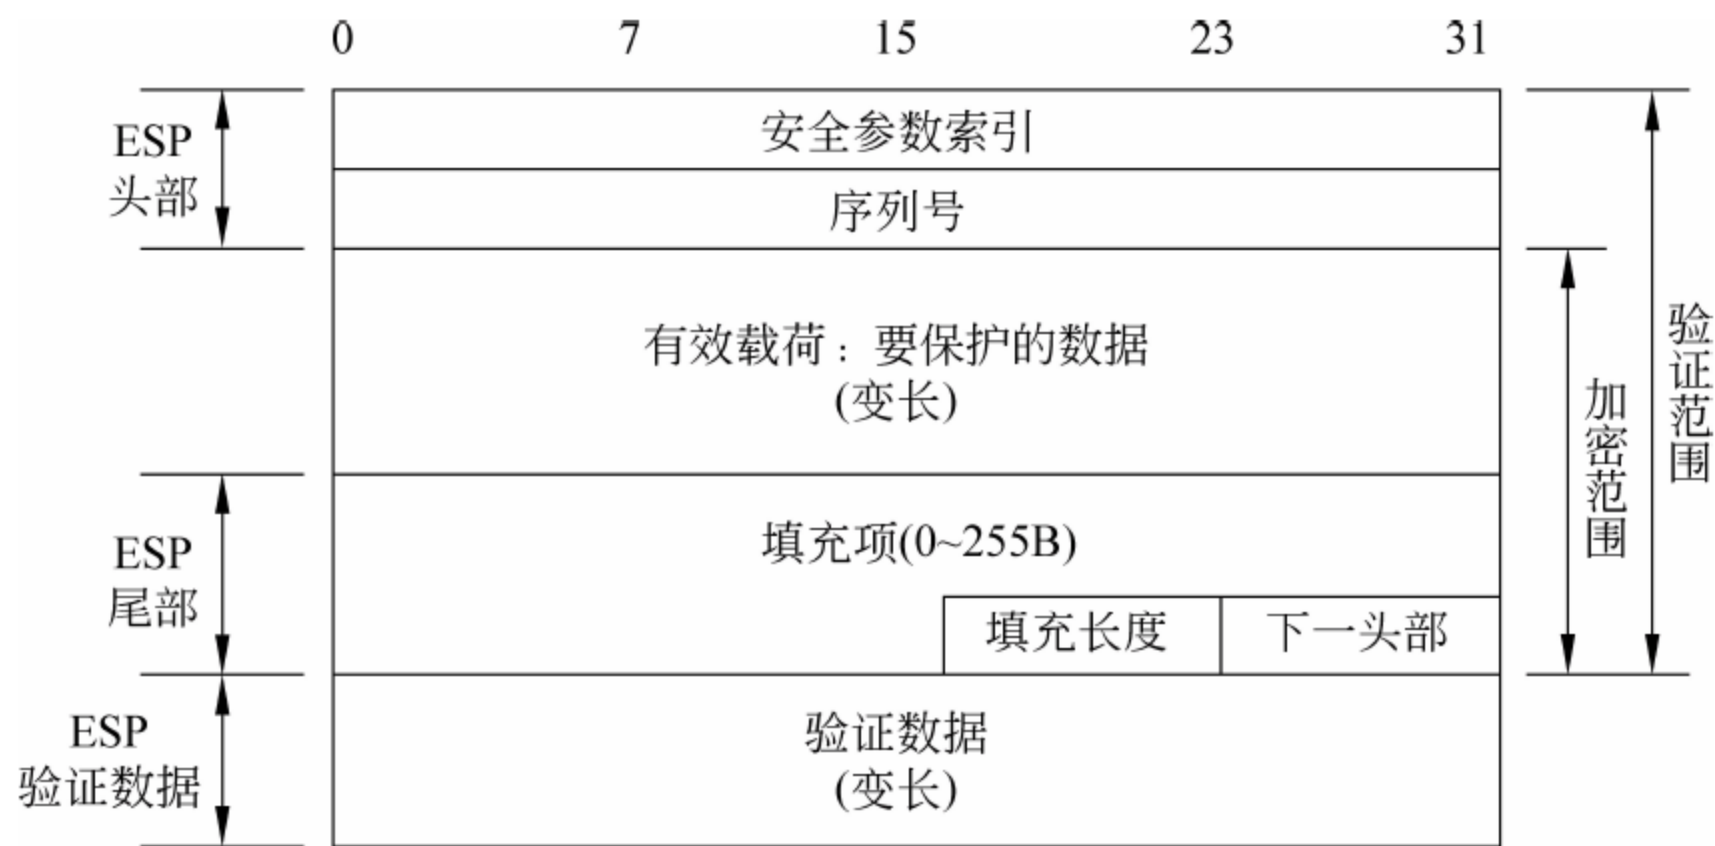 0 7 15 23 31
ESP
头部
安全参数索引
序列号
有效载荷：要保护的数据
(变长)
加密范围
验证范围
ESP
尾部
填充项(0~255B)
填充长度 下一头部
ESP
验证数据
验证数据
(变长)